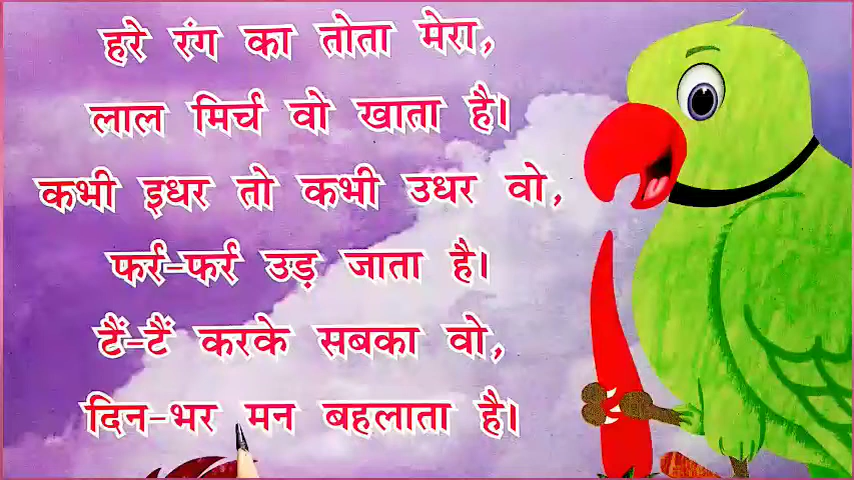 हरे रंग का तोता मेरा,
लाल मिर्च वो खाता है।
कभी इधर तो कभी उधर वो,
फर्र-फर्र उड़ जाता है।
टैं-टैं करके सबका वो,
दिन-भर मन बहलाता है।